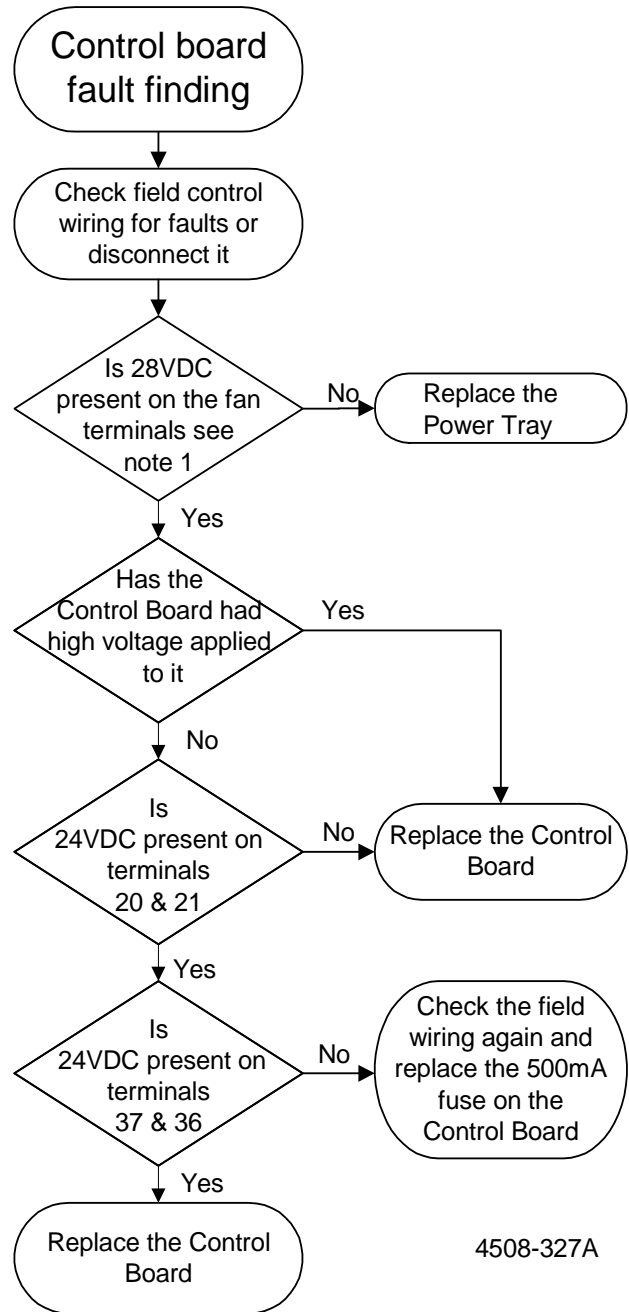 Control board
fault finding
Check field control
wiring for faults or
disconnect it
Is 28VDC
present on the fan
terminals see
note 1
No
Replace the
Power Tray
Yes
Has the
Control Board had
high voltage applied
to it
Yes
No
Is
24VDC present on
terminals
20 & 21
No
Replace the Control
Board
Yes
Is
24VDC present on
terminals
37 & 36
No
Check the field
wiring again and
replace the 500mA
fuse on the
Control Board
Yes
Replace the Control
Board
4508-327A